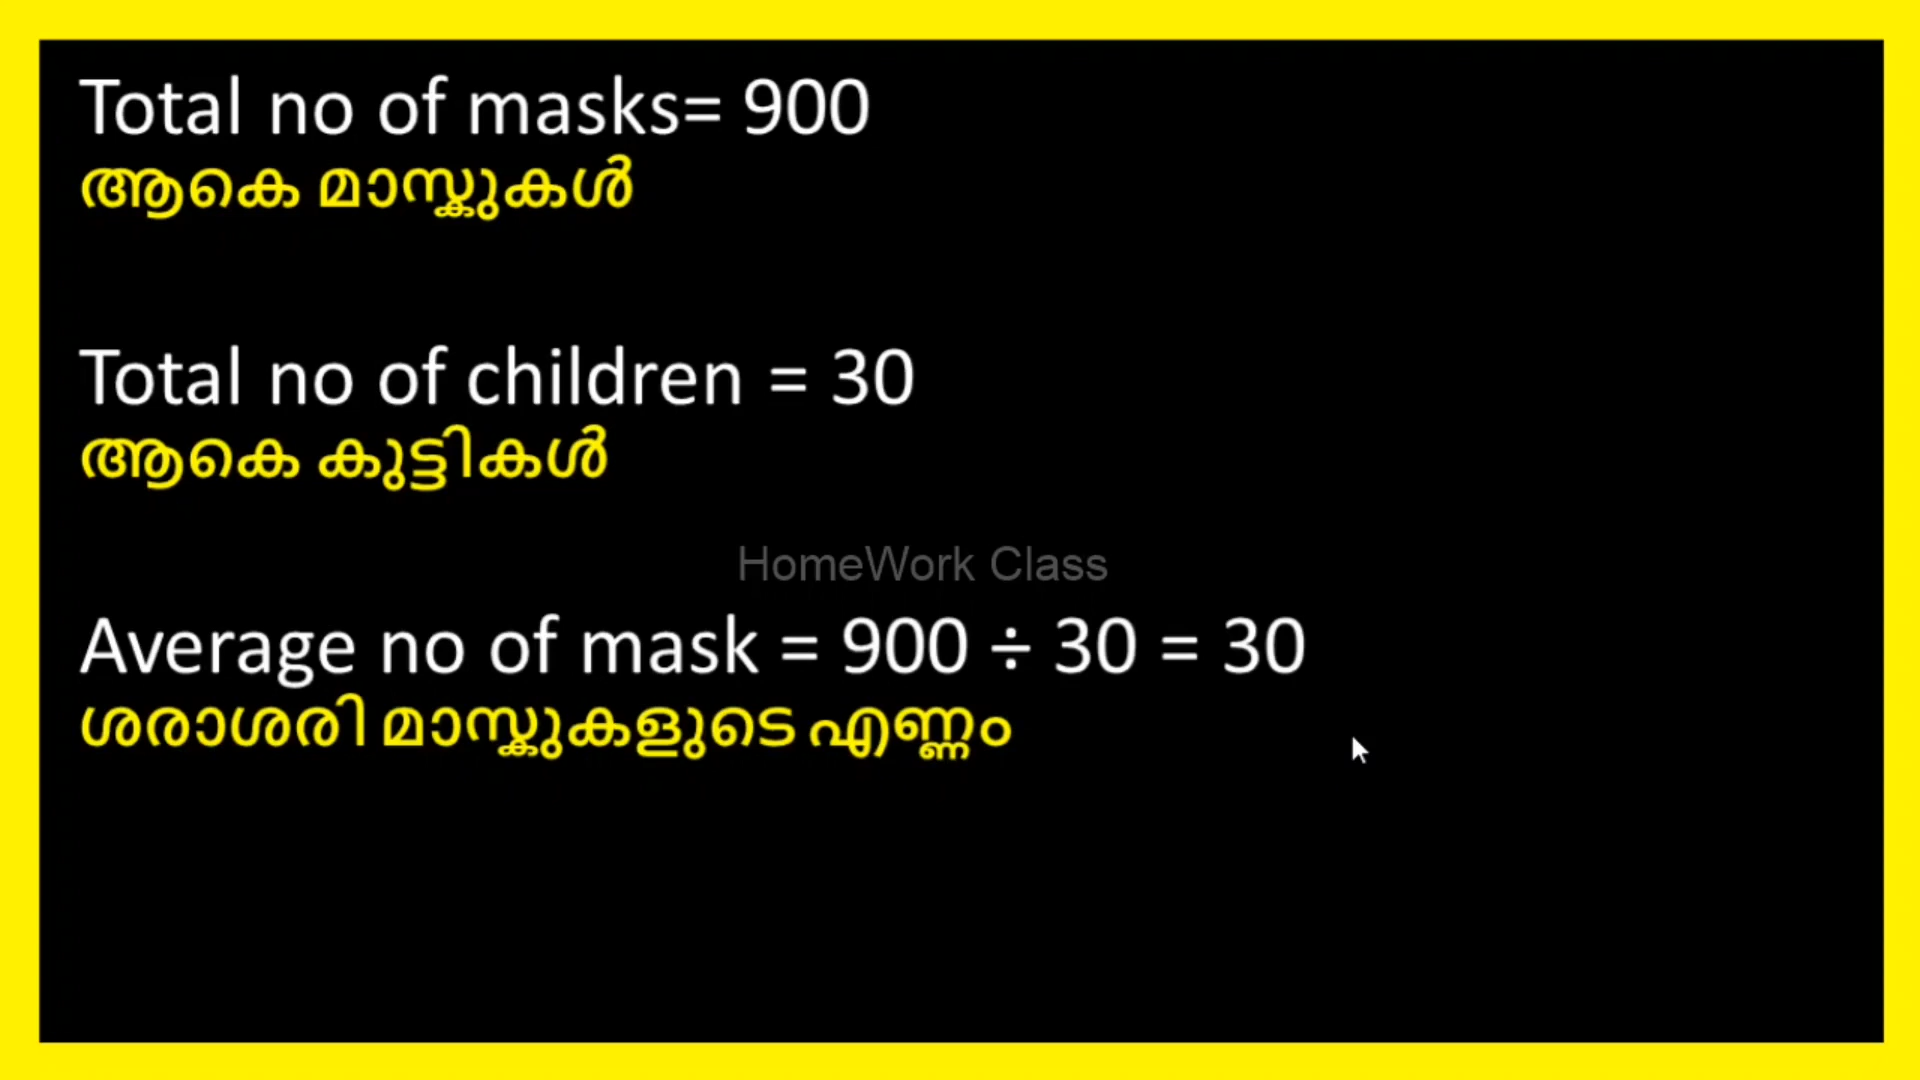 Total no of masks= 900
ആകെ മാസ്കുകൾ
Total no of children = 30
ആകെ കുട്ടികൾ
HomeWork Class
Average no of mask = 900 ÷ 30 = 30
ശരാശരി മാസ്കുകളുടെ എണ്ണം